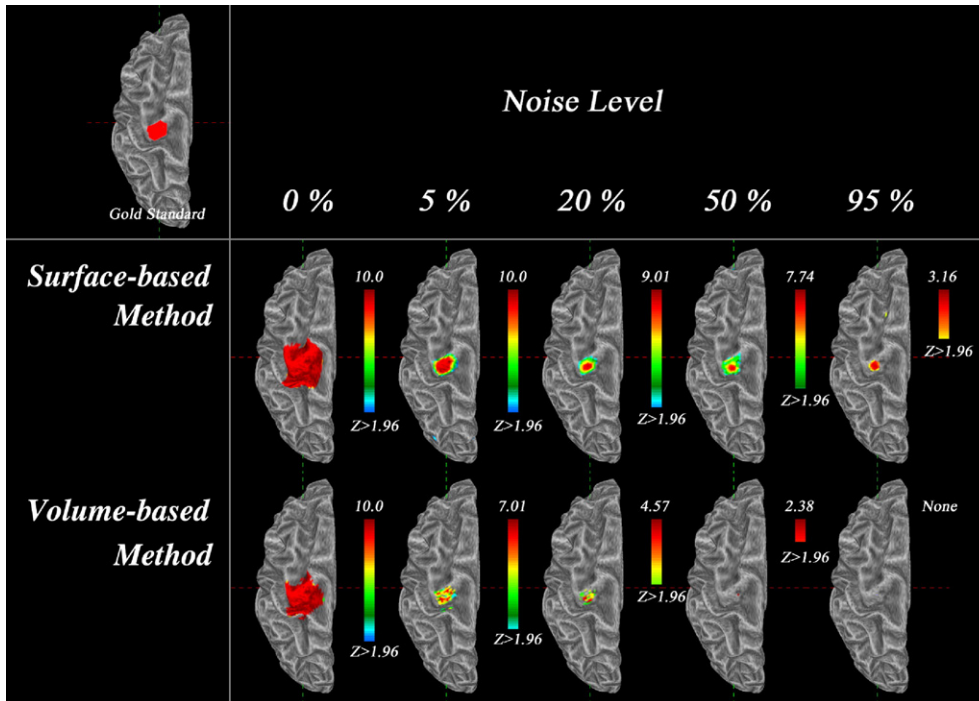 Noise Level
Gold Standard
0 % 5 % 20 % 50 % 95 %
Surface-based
Method
10.0 10.0 9.01 7.74 3.16
Z>1.96 Z>1.96 Z>1.96 Z>1.96 Z>1.96
Volume-based
Method
10.0 7.01 4.57 2.38 None
Z>1.96 Z>1.96 Z>1.96 Z>1.96